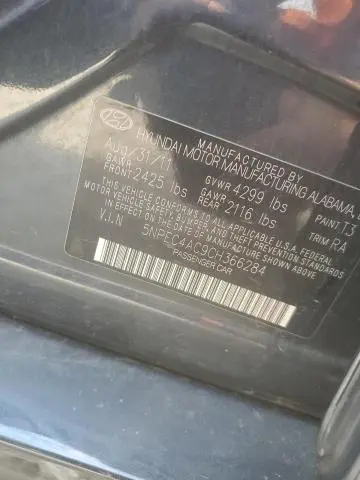 MANUFACTURED BY
HYUNDAI MOTOR MANUFACTURING ALABAMA,
Aug/31/11 GVWR 4299 lbs
GAWR FRONT 2425 lbs GAWR REAR 2116 lbs PAINT: T3
THIS VEHICLE CONFORMS TO ALL APPLICABLE U.S.A FEDERAL TRIM: RA
MOTOR VEHICLE SAFETY, BUMPER, AND THEFT PREVENTION STANDARDS
IN EFFECT ON THE DATE OF MANUFACTURE SHOWN ABOVE
V.I.N 5NPEC4AC9CH366284
PASSENGER CAR